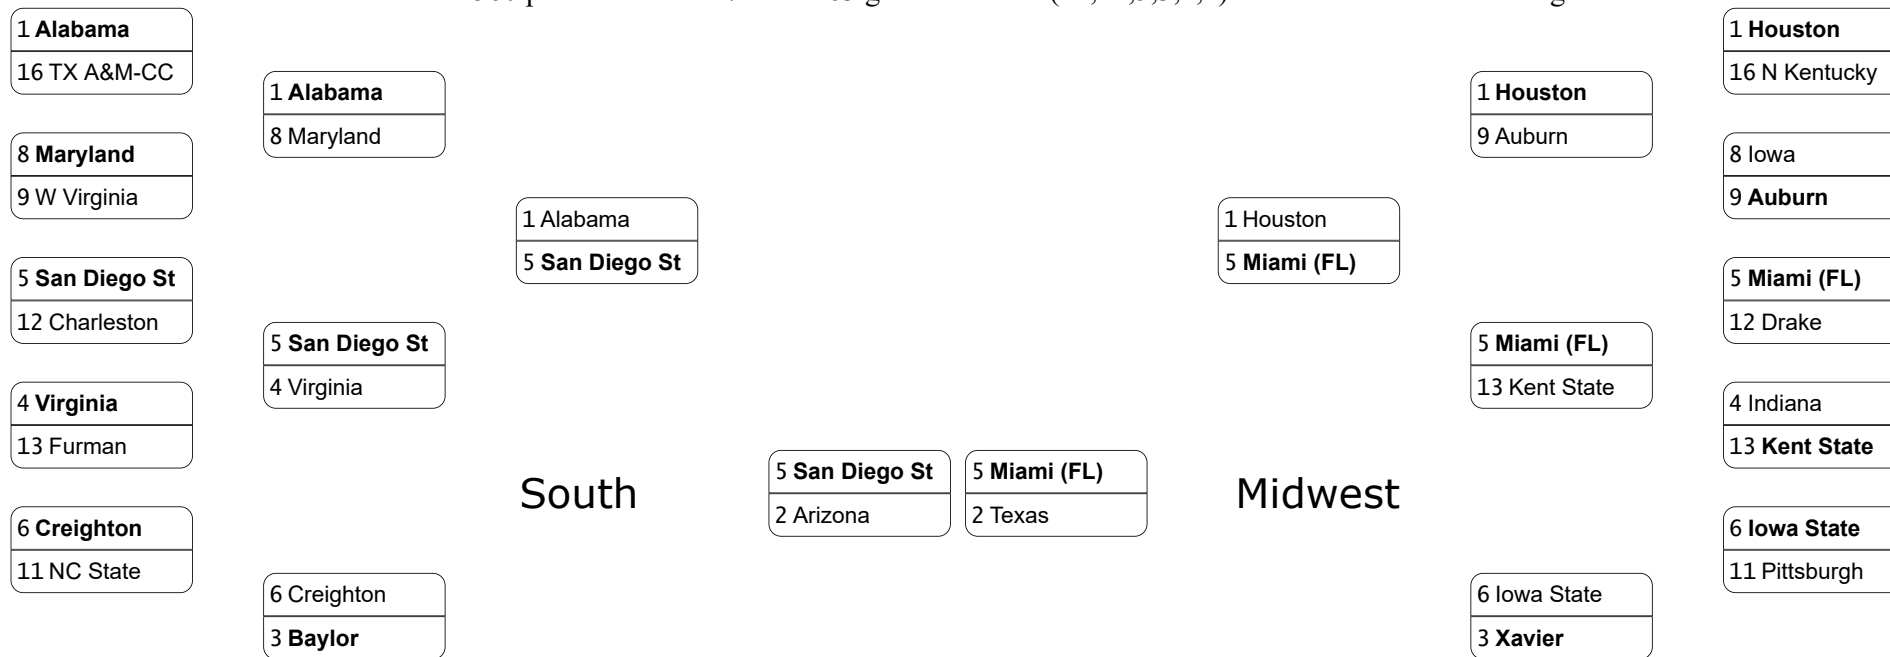 1 Alabama
16 TX A&M-CC
8 Maryland
9 W Virginia
5 San Diego St
12 Charleston
4 Virginia
13 Furman
6 Creighton
11 NC State
1 Alabama
8 Maryland
5 San Diego St
4 Virginia
6 Creighton
3 Baylor
1 Alabama
5 San Diego St
South
5 San Diego St
2 Arizona
5 Miami (FL)
2 Texas
1 Houston
5 Miami (FL)
Midwest
1 Houston
9 Auburn
5 Miami (FL)
13 Kent State
6 Iowa State
3 Xavier
1 Houston
16 N Kentucky
8 Iowa
9 Auburn
5 Miami (FL)
12 Drake
4 Indiana
13 Kent State
6 Iowa State
11 Pittsburgh